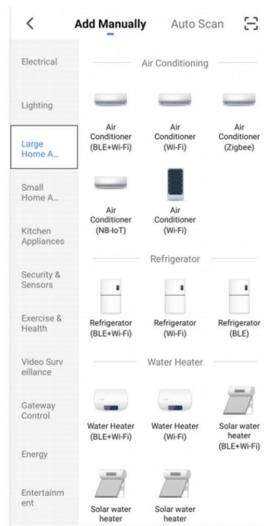 Add Manually
Auto Scan
Electrical
Lighting
Large
Home A...
Small
Home A...
Kitchen
Appliances
Security &
Sensors
Exercise &
Health
Video Surv
eillance
Gateway
Control
Energy
Entertainm
ent
Air Conditioning
Air
Conditioner
(BLE+Wi-Fi)
Air
Conditioner
(Wi-Fi)
Air
Conditioner
(Zigbee)
Air
Conditioner
(NB-IoT)
Air
Conditioner
(Wi-Fi)
Refrigerator
Refrigerator
(BLE+Wi-Fi)
Refrigerator
(Wi-Fi)
Refrigerator
(BLE)
Water Heater
Water Heater
(BLE+Wi-Fi)
Water Heater
(Wi-Fi)
Solar water
heater
(BLE+Wi-Fi)
Solar water
heater
Solar water
heater